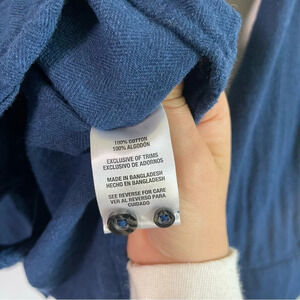 100% COTTON
100% ALGODÓN
EXCLUSIVE OF TRIMS
EXCLUSIVO DE ADORNOS
MADE IN BANGLADESH
HECHO EN BANGLADESH
SEE REVERSE FOR CARE
VER AL REVERSO PARA
CUIDADO